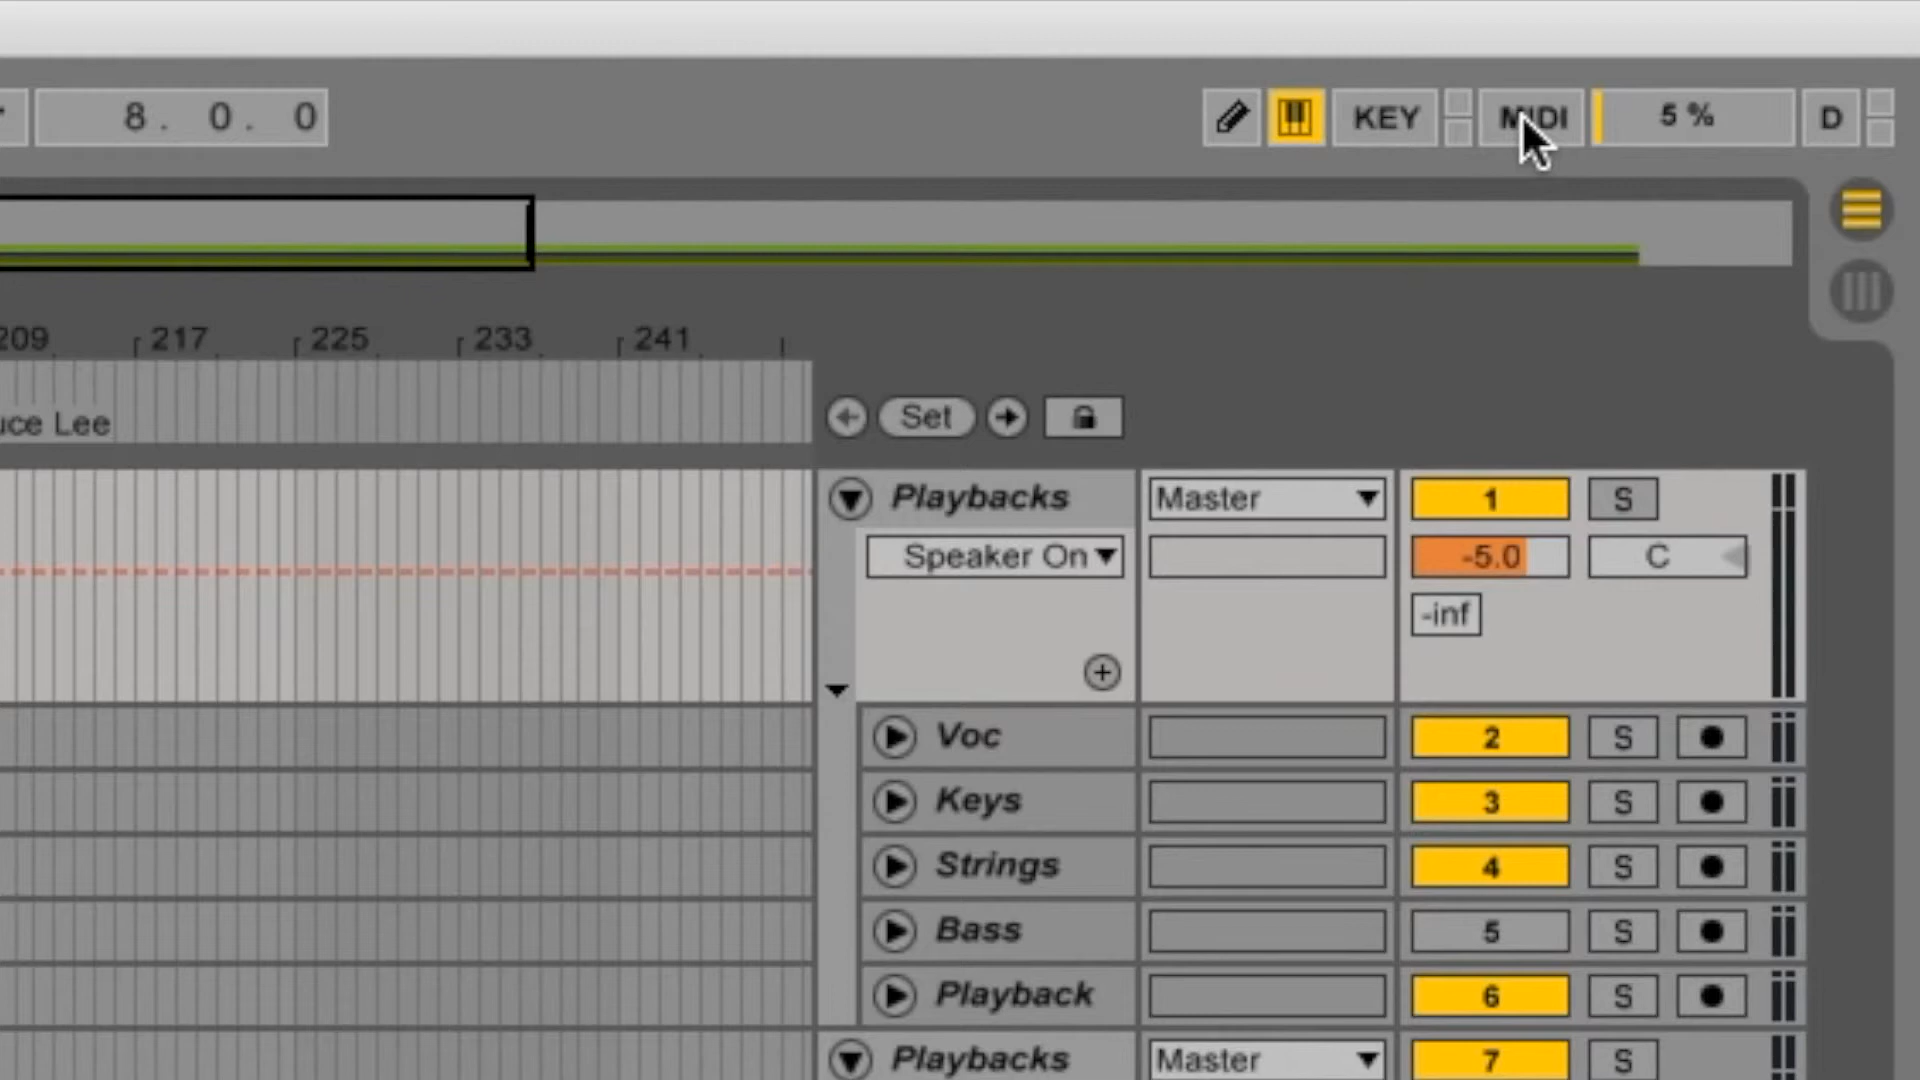 8. 0. 0 KEY MIDI 5 % D
209 217 225 233 241
uce Lee
Set
Playbacks Master 1 S
Speaker On -5.0 C
-inf
Voc 2 S
Keys 3 S
Strings 4 S
Bass 5 S
Playback 6 S
Playbacks Master 7 S